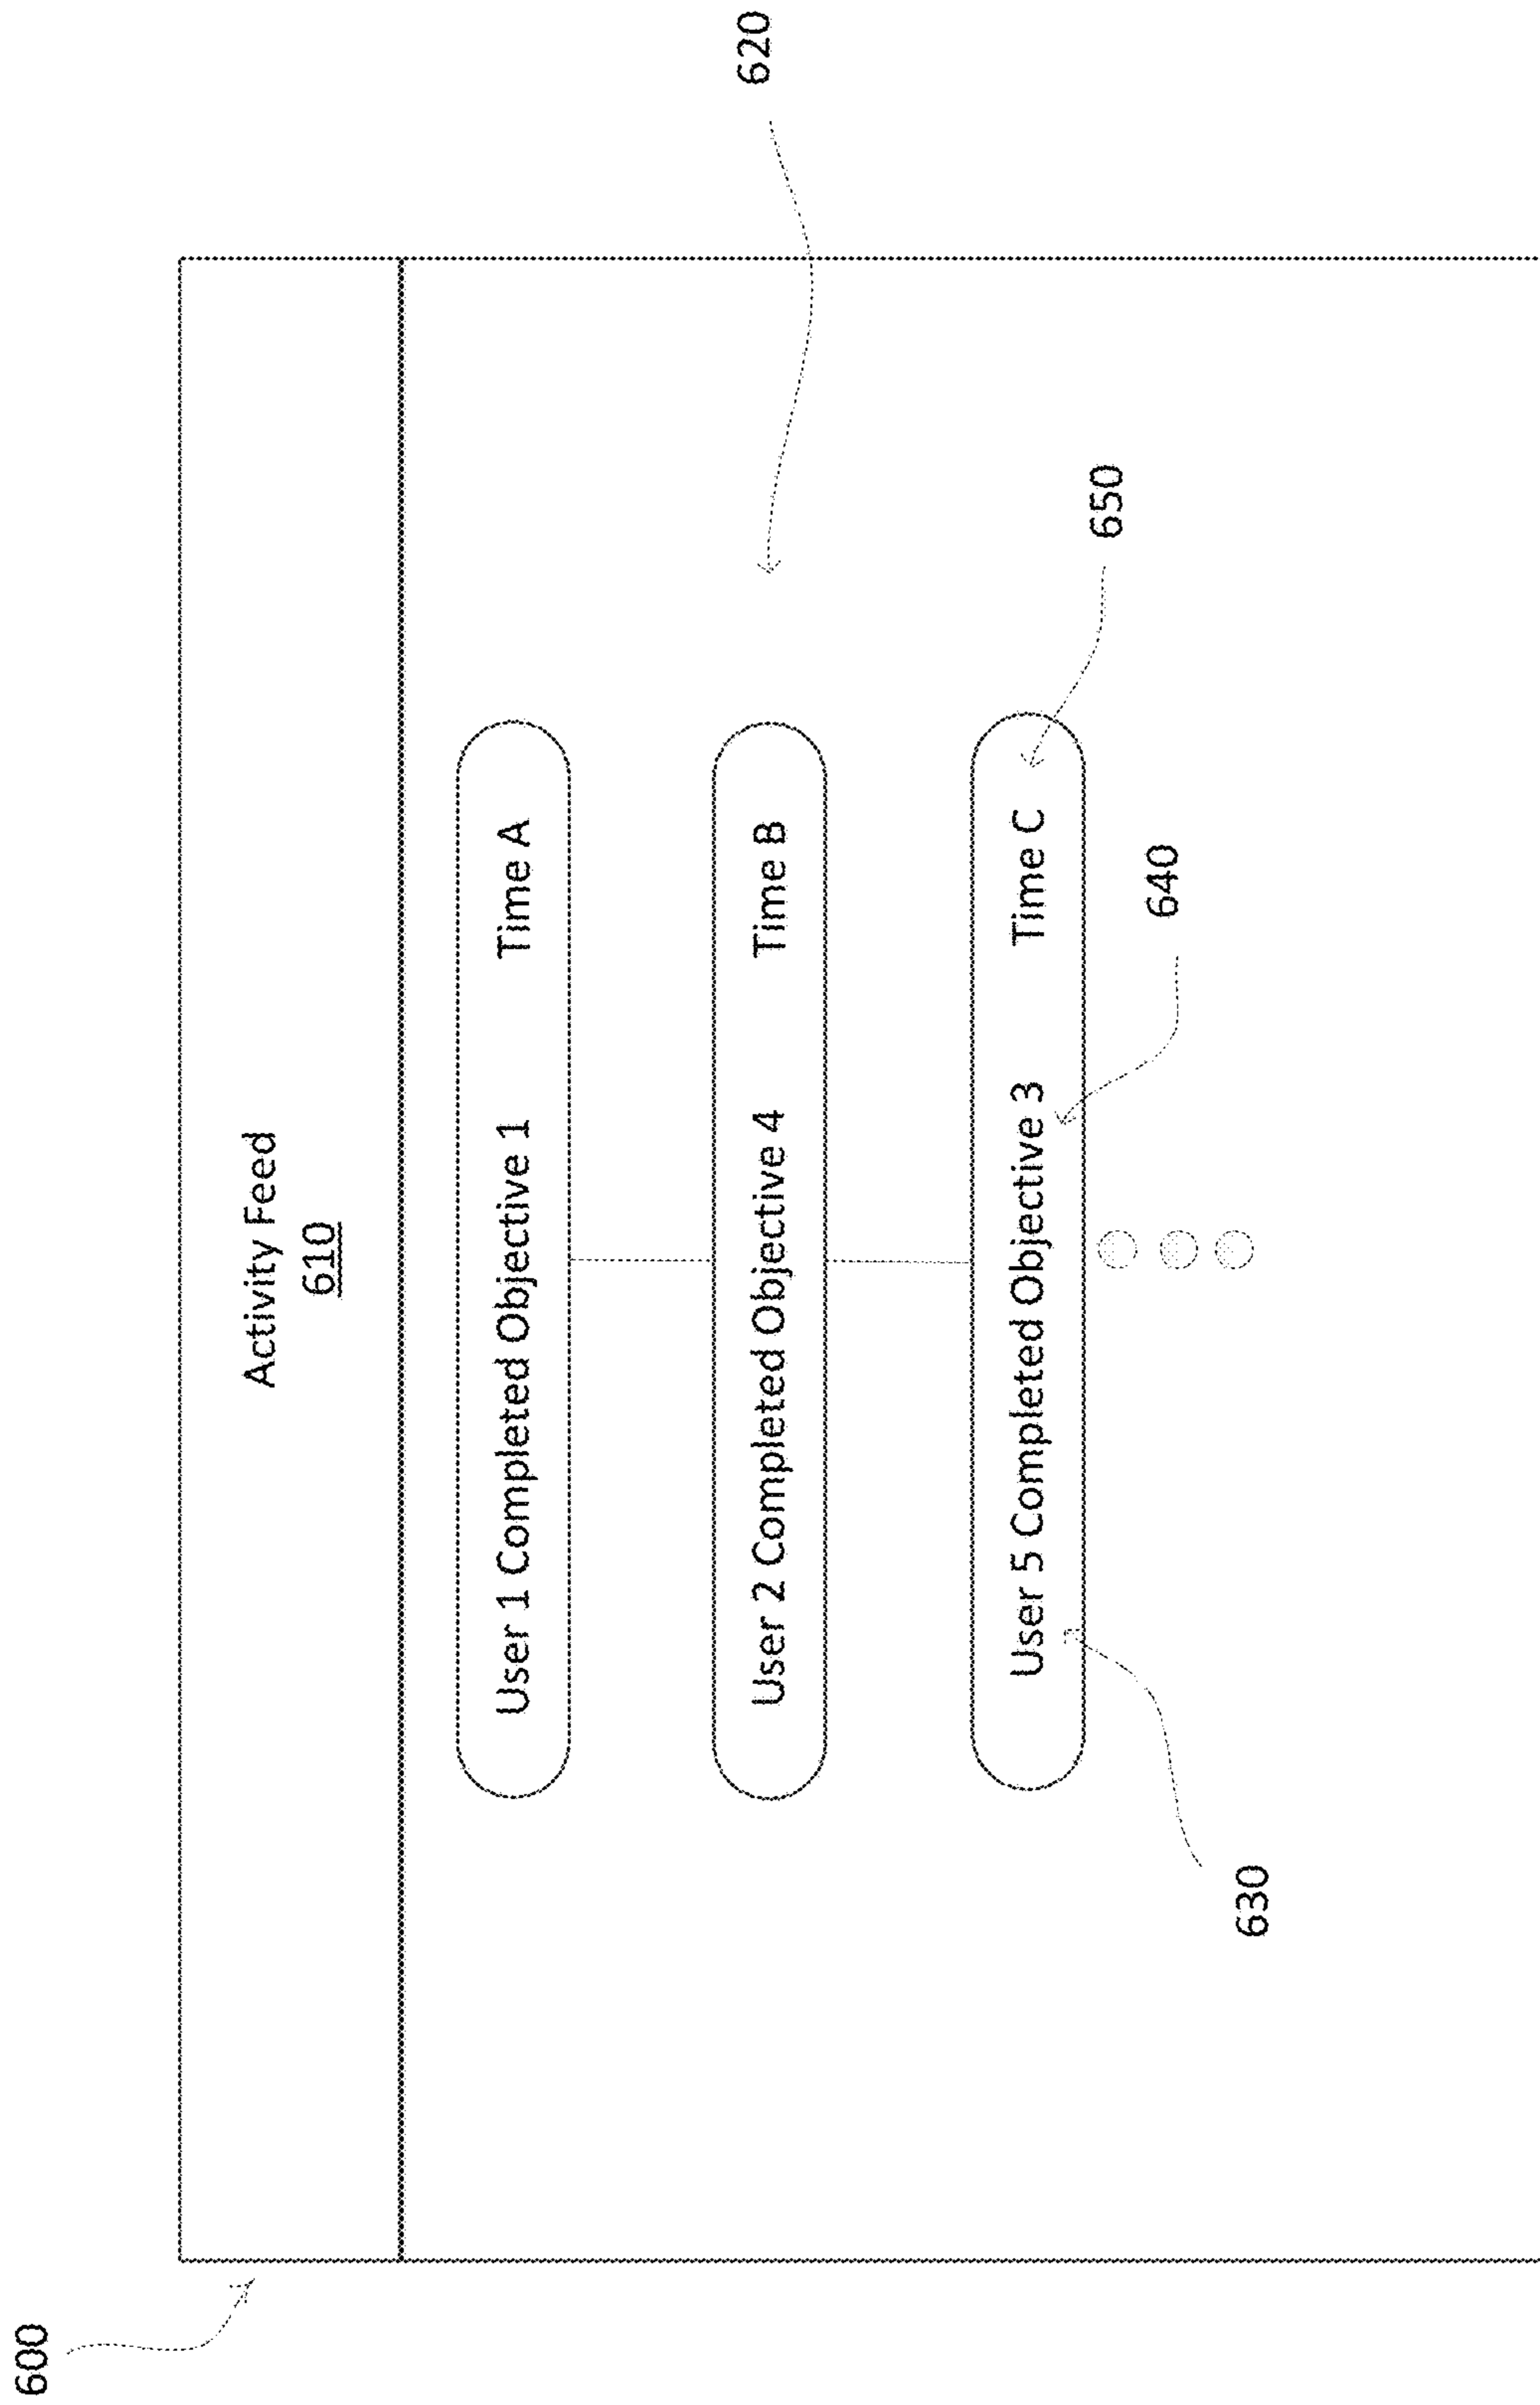 600
Activity Feed
610
User 1 Completed Objective 1 Time A
User 2 Completed Objective 4 Time B
620
User 5 Completed Objective 3 Time C
650
640
630